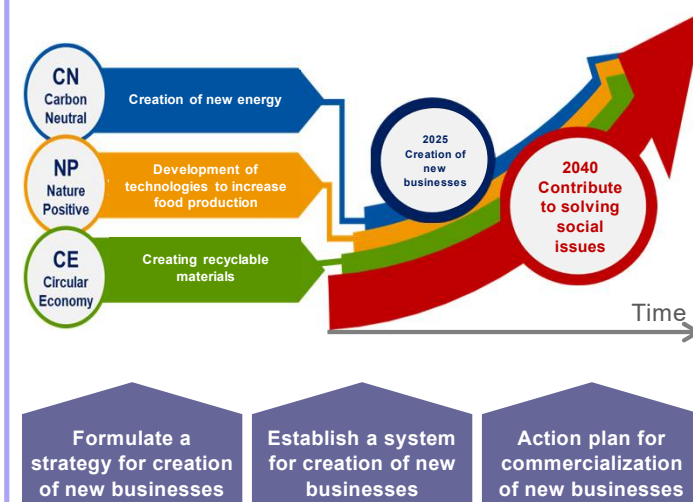 CN
Carbon
Neutral
Creation of new energy
NP
Nature
Positive
Development of
technologies to increase
food production
CE
Circular
Economy
Creating recyclable
materials
2025
Creation of
new
businesses
2040
Contribute
to solving
social
issues
Time
Formulate a
strategy for creation
of new businesses
Establish a system
for creation of new
businesses
Action plan for
commercialization
of new businesses